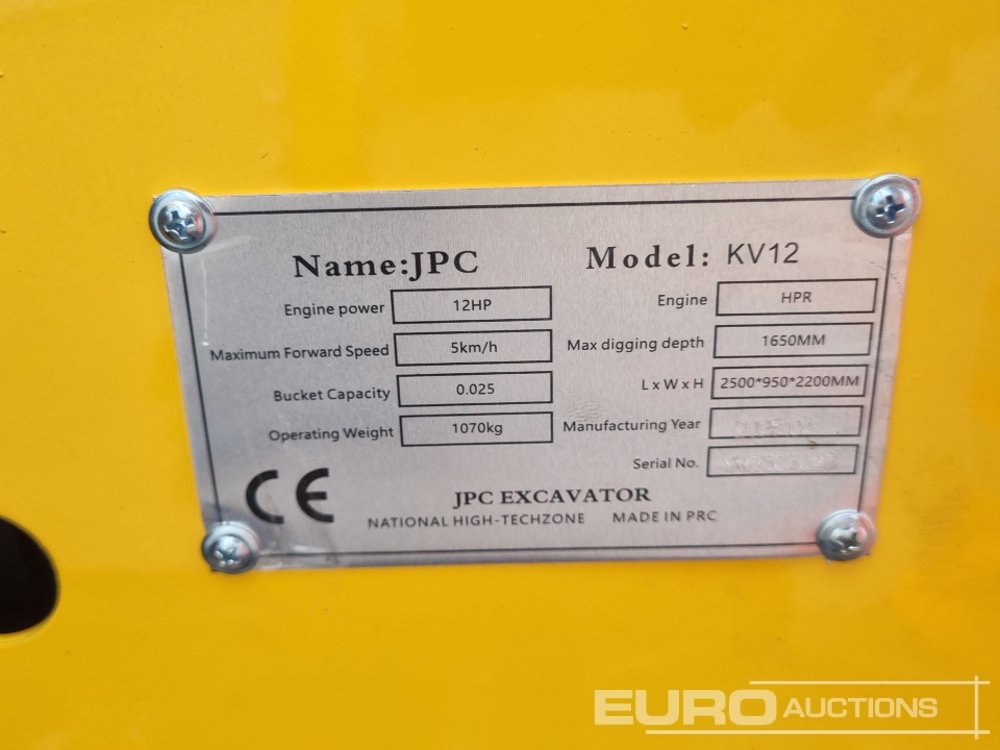 Name:JPC Model: KV12
Engine power 12HP Engine HPR
Maximum Forward Speed 5km/h Max digging depth 1650MM
Bucket Capacity 0.025 L x W x H 2500*950*2200MM
Operating Weight 1070kg Manufacturing Year
Serial No.
CE JPC EXCAVATOR
NATIONAL HIGH-TECHZONE MADE IN PRC
EURO AUCTIONS